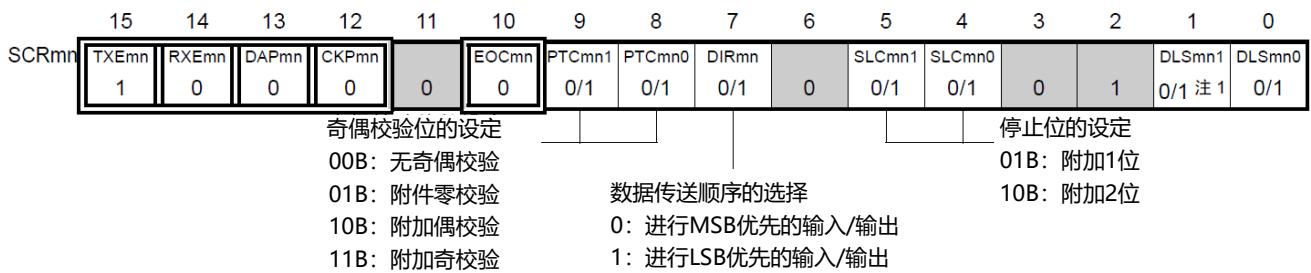 15 14 13 12 11 10 9 8 7 6 5 4 3 2 1 0
SCRmn TXEmn RXEmn DAPmn CKPmn EOCmn PTCmn1 PTCmn0 DIRmn SLCmn1 SLCmn0 DLSmn1 DLSmn0
1 0 0 0 0 0 0/1 0/1 0/1 0 0/1 0/1 0 1 0/1 注 1 0/1
奇偶校验位的设定
00B：无奇偶校验
01B：附件零校验
10B：附加偶校验
11B：附加奇校验
数据传送顺序的选择
0：进行MSB优先的输入/输出
1：进行LSB优先的输入/输出
停止位的设定
01B：附加1位
10B：附加2位